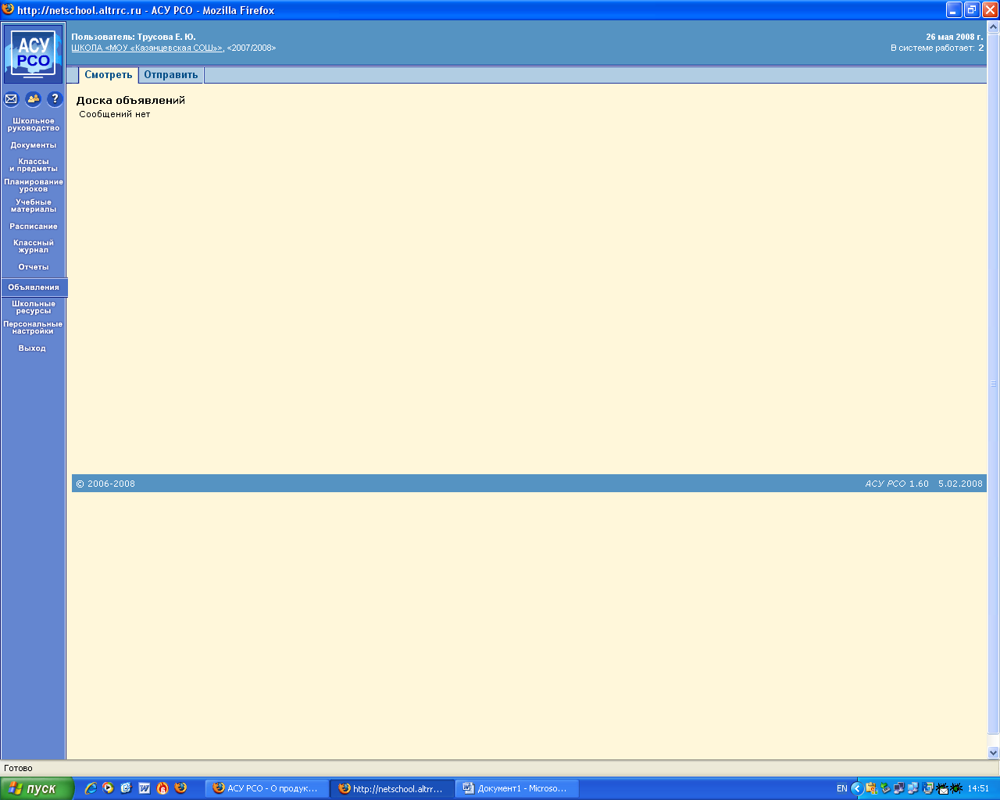 http://netschool.altrrc.ru - АСУ РСО - Mozilla Firefox
АСУ
РСО
Пользователь: Трусова Е. Ю.
ШКОЛА <МОУ «Казанцевская СОШ»>, <2007/2008>
26 мая 2008 г.
В системе работает: 2
Смотреть
Отправить
?
Доска объявлений
Сообщений нет
Школьное
руководство
Документы
Классы
и предметы
Планирование
уроков
Учебные
материалы
Расписание
Классный
журнал
Отчеты
Объявления
Школьные
ресурсы
Персональные
настройки
Выход
© 2006-2008
АСУ РСО 1.60 5.02.2008
Готово
пуск
АСУ РСО - О продук...
http://netschool.altrr...
Документ1 - Microso...
EN
14:51